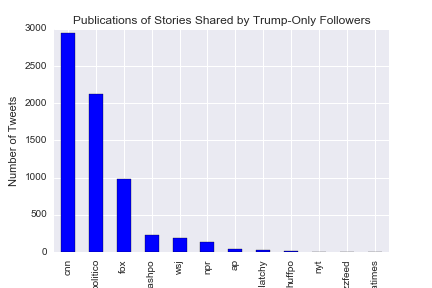 Publications of Stories Shared by Trump-Only Followers
Number of Tweets
3000
2500
2000
1500
1000
500
0
cnn
olitico
fox
ashpo
wsj
npr
ap
latchy
huffpo
nyt
zfeed
atimes